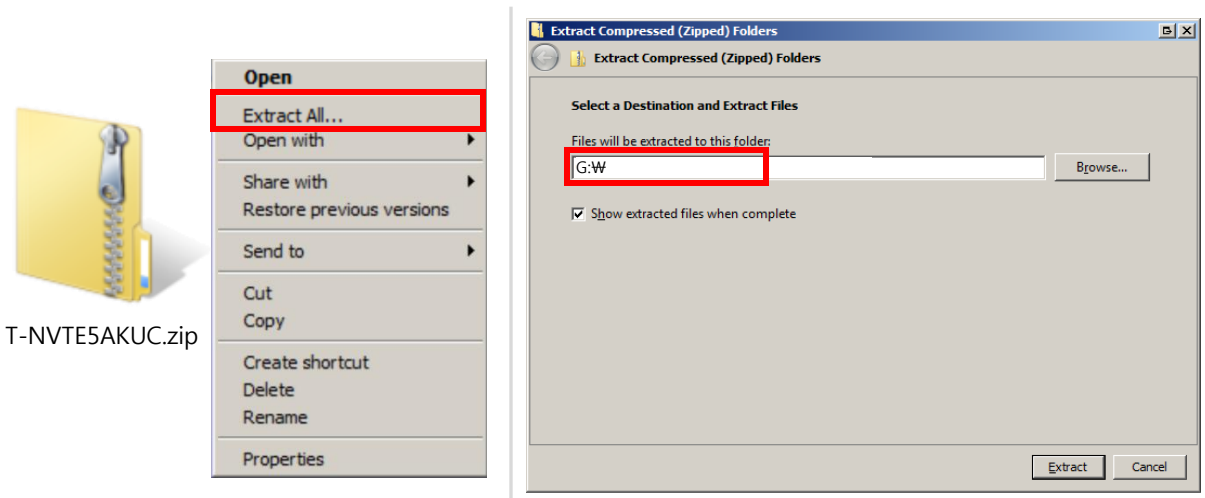 T-NVTE5AKUC.zip
Open
Extract All...
Open with
Share with
Restore previous versions
Send to
Cut
Copy
Create shortcut
Delete
Rename
Properties
Extract Compressed (Zipped) Folders
Extract Compressed (Zipped) Folders
Select a Destination and Extract Files
Files will be extracted to this folder:
G:₩
Browse...
Show extracted files when complete
Extract
Cancel